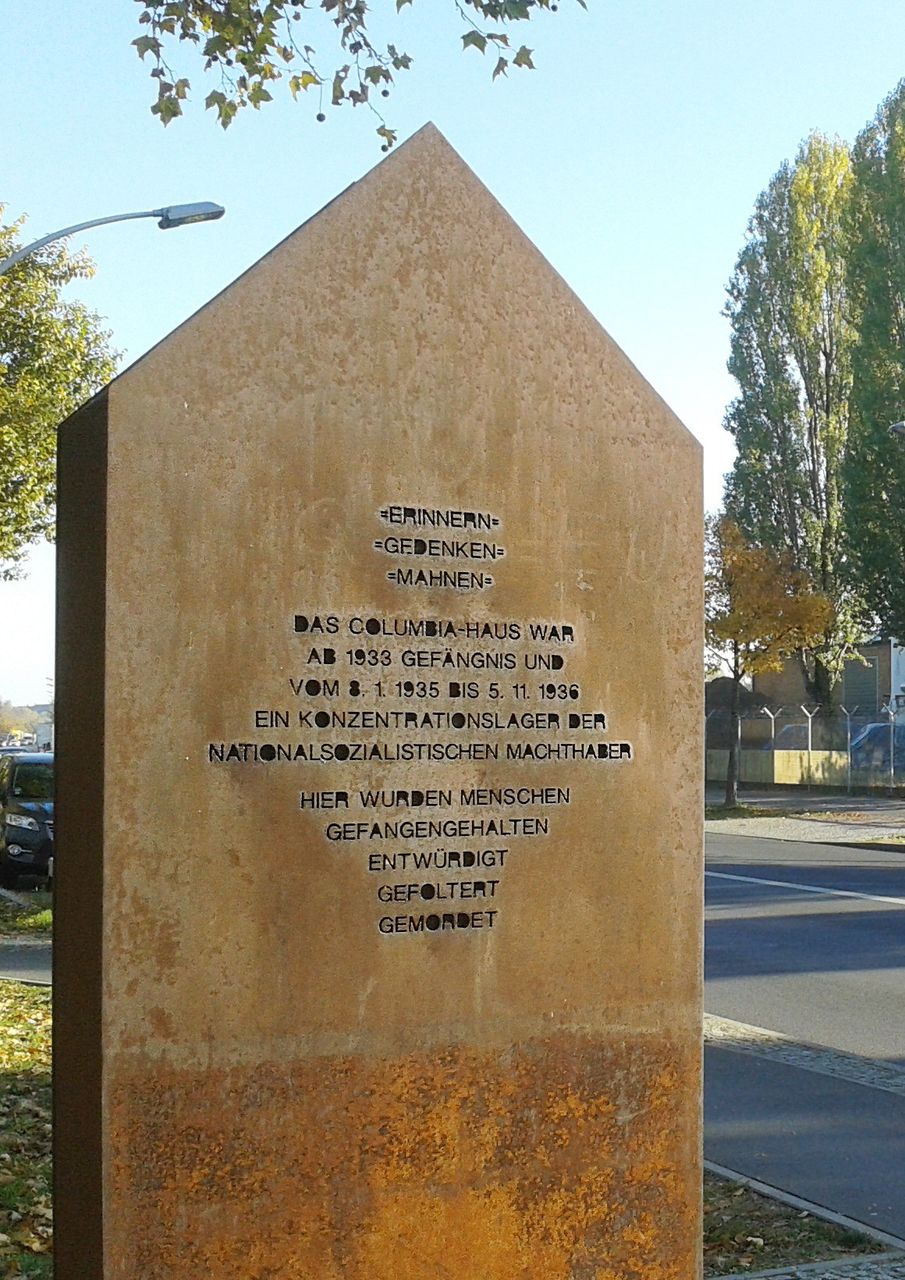 =ERINNERN=
=GEDENKEN=
=MAHNEN=
DAS COLUMBIA-HAUS WAR
AB 1933 GEFÄNGNIS UND
VOM 8. 1. 1935 BIS 5. 11. 1936
EIN KONZENTRATIONSLAGER DER
NATIONALSOZIALISTISCHEN MACHTHABER
HIER WURDEN MENSCHEN
GEFANGENGEHALTEN
ENTWÜRDIGT
GEFOLTERT
GEMORDET